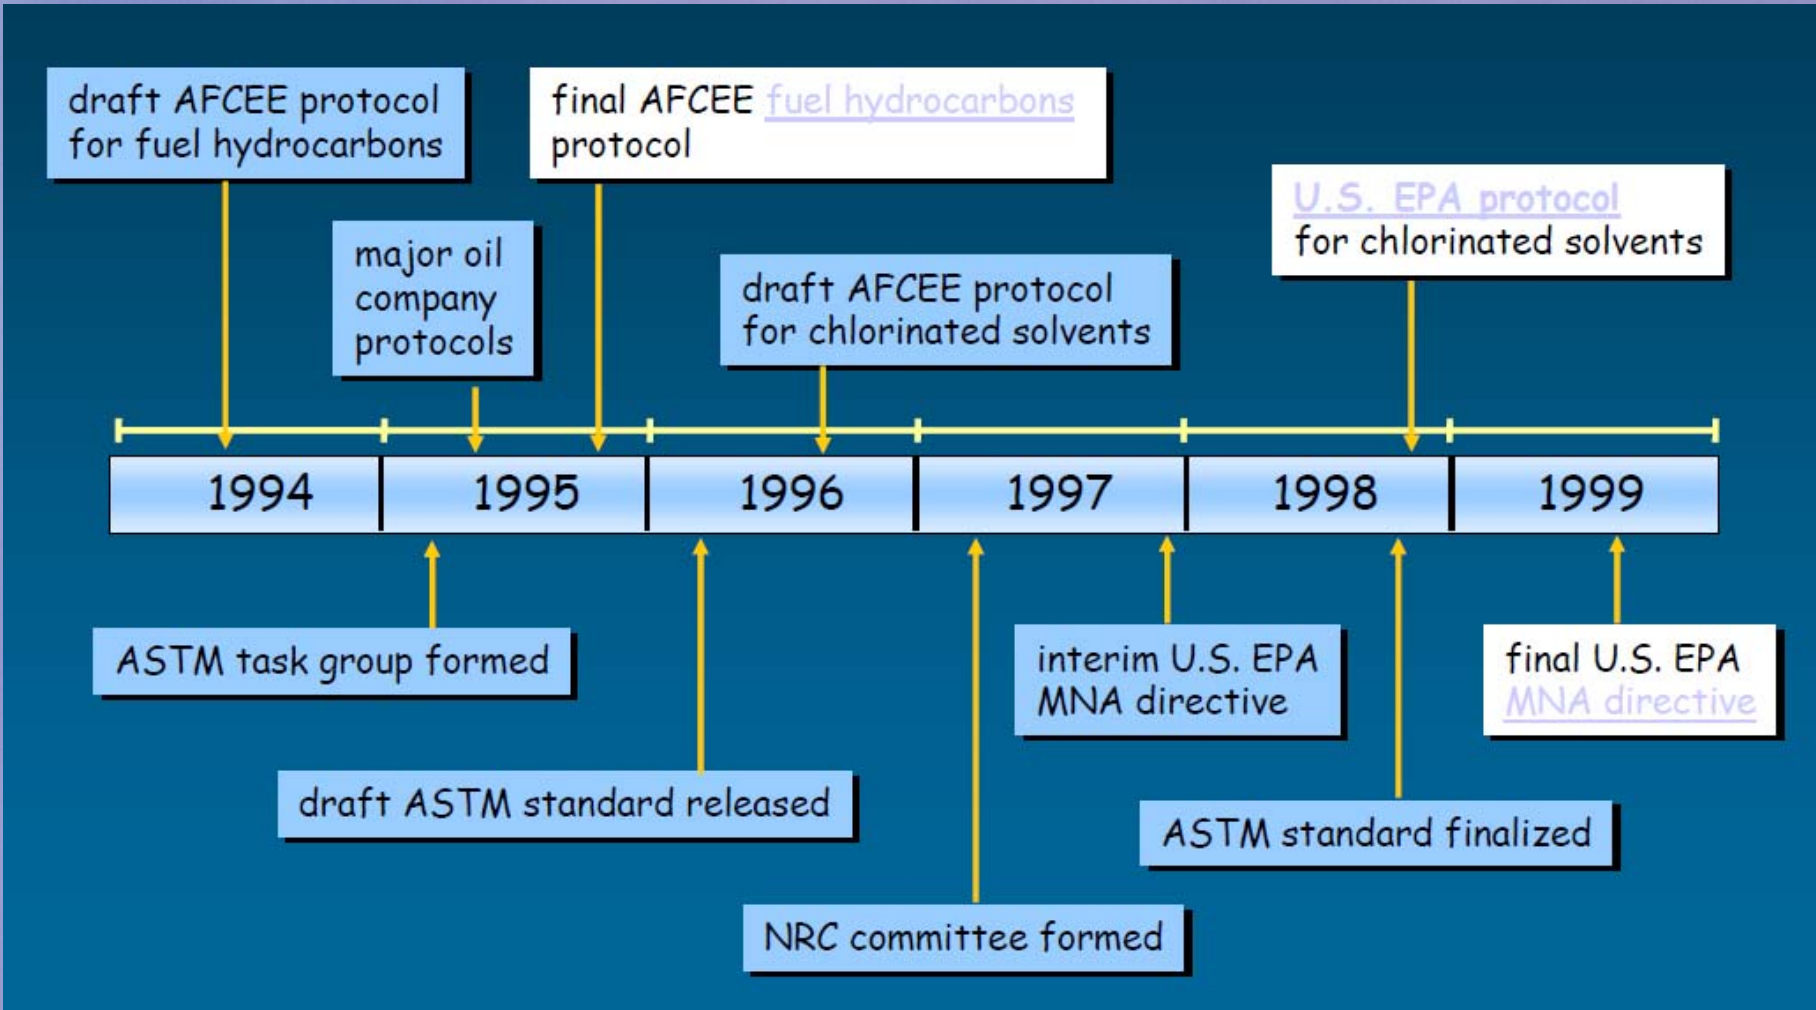 draft AFCEE protocol
for fuel hydrocarbons
final AFCEE fuel hydrocarbons
protocol
major oil
company
protocols
draft AFCEE protocol
for chlorinated solvents
U.S. EPA protocol
for chlorinated solvents
1994
1995
1996
1997
1998
1999
ASTM task group formed
draft ASTM standard released
NRC committee formed
interim U.S. EPA
MNA directive
ASTM standard finalized
final U.S. EPA
MNA directive